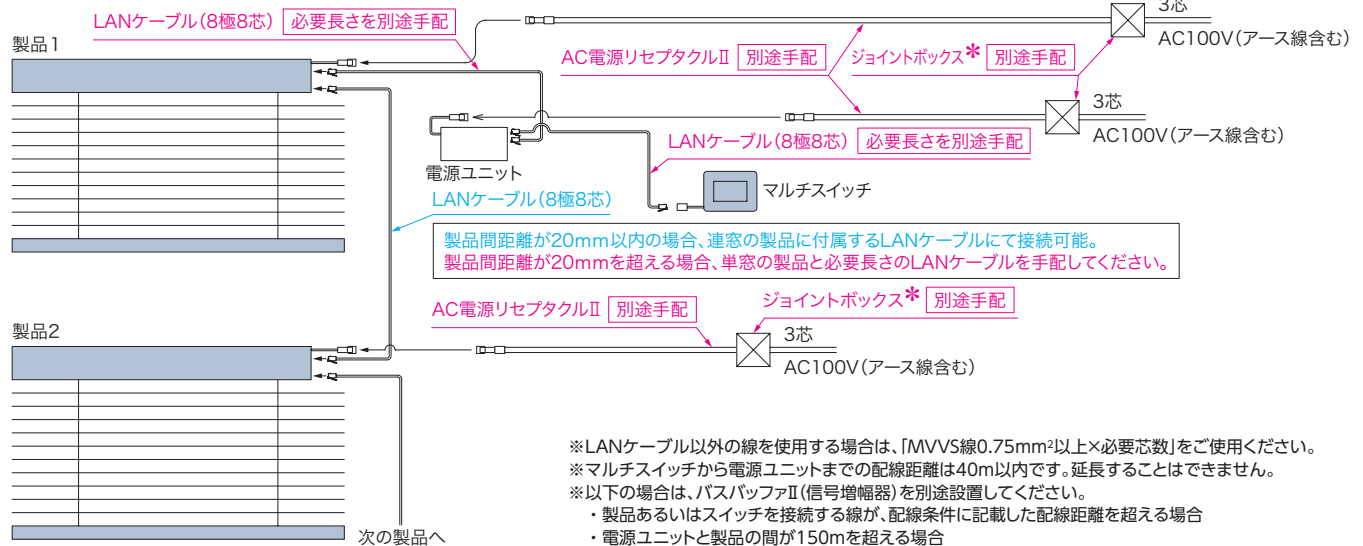 3芯
LANケーブル(8極8芯) 必要長さを別途手配
AC100V(アース線含む)
製品1
AC電源リセプタクルⅡ 別途手配
ジョイントボックス* 別途手配
3芯
AC100V(アース線含む)
LANケーブル(8極8芯) 必要長さを別途手配
電源ユニット
マルチスイッチ
LANケーブル(8極8芯)
製品間距離が20mm以内の場合、連窓の製品に付属するLANケーブルにて接続可能。
製品間距離が20mmを超える場合、単窓の製品と必要長さのLANケーブルを手配してください。
AC電源リセプタクルⅡ 別途手配
ジョイントボックス* 別途手配
製品2
3芯
AC100V(アース線含む)
※LANケーブル以外の線を使用する場合は、「MVVS線0.75mm²以上×必要芯数」をご使用ください。
※マルチスイッチから電源ユニットまでの配線距離は40m以内です。延長することはできません。
※以下の場合は、バスバッファⅡ(信号増幅器)を別途設置してください。
・製品あるいはスイッチを接続する線が、配線条件に記載した配線距離を超える場合
・電源ユニットと製品の間が150mを超える場合
次の製品へ